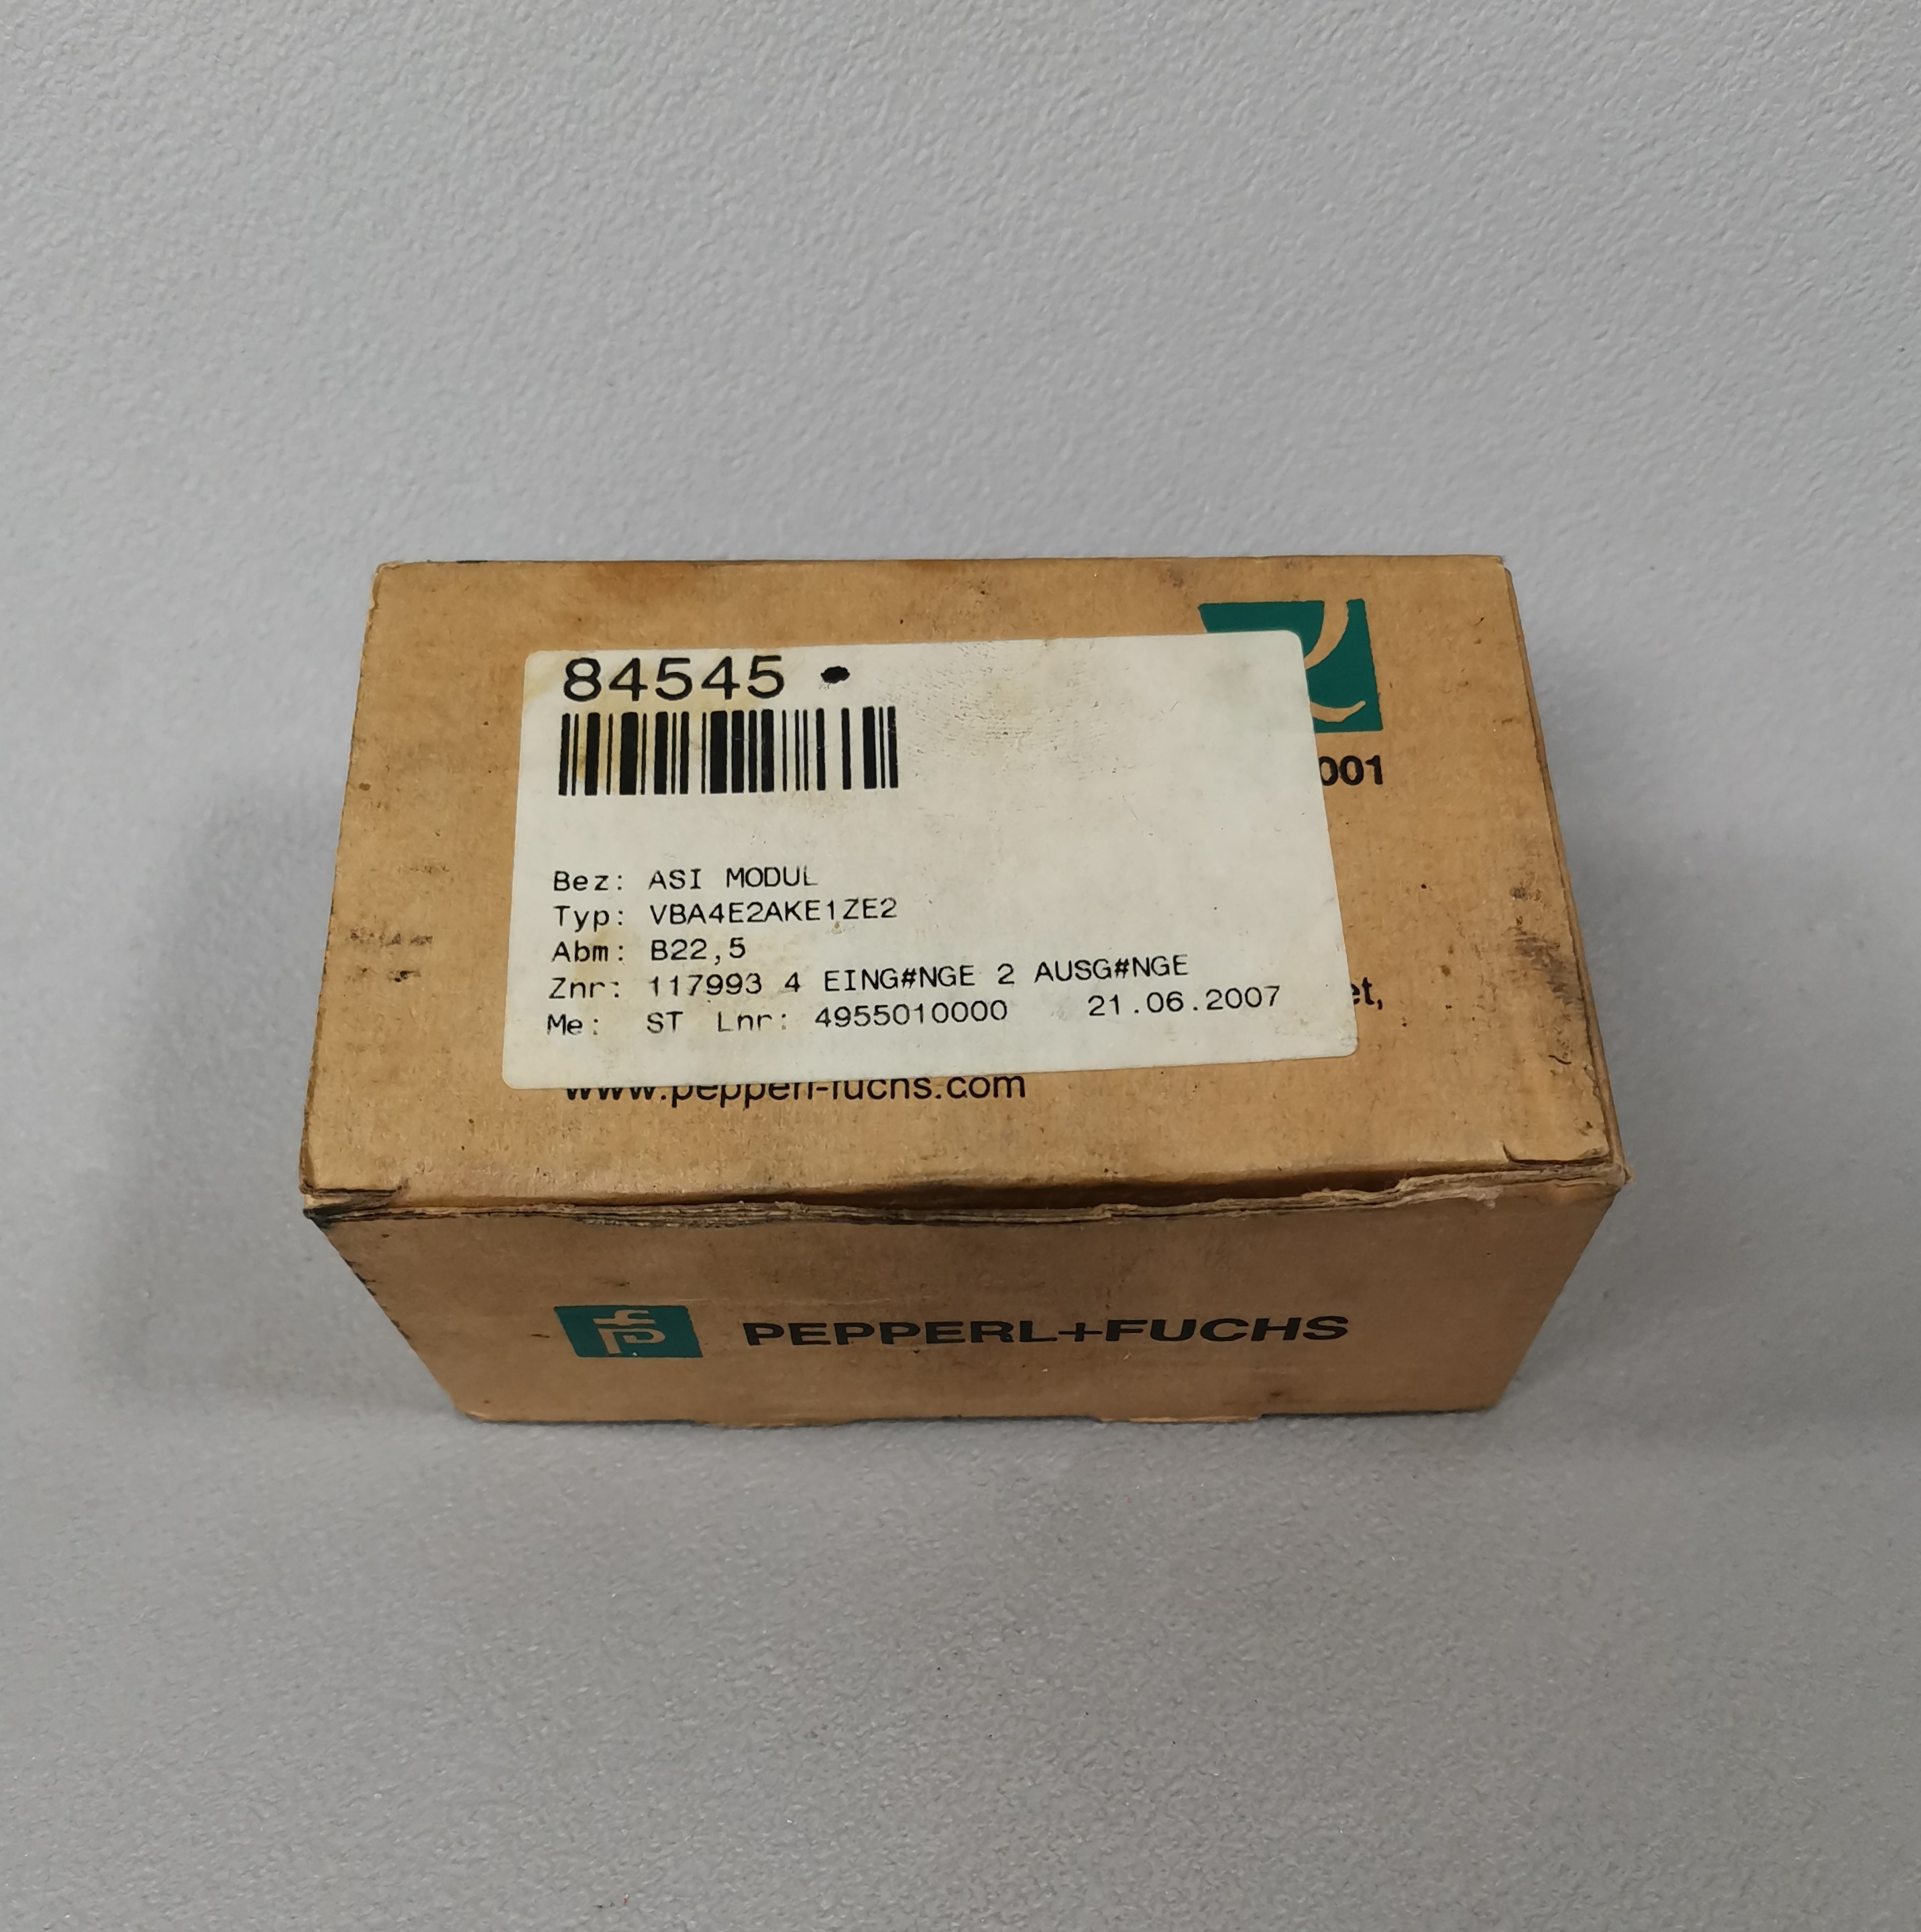 84545
001
Bez: ASI MODUL
Typ: VBA4E2AKE1ZE2
Abm: B22,5
Znr: 117993 4 EING#NGE 2 AUSG#NGE
Me: ST Lnr: 4955010000 21.06.2007
et,
www.pepperl-fuchs.com
PEPPERL+FUCHS